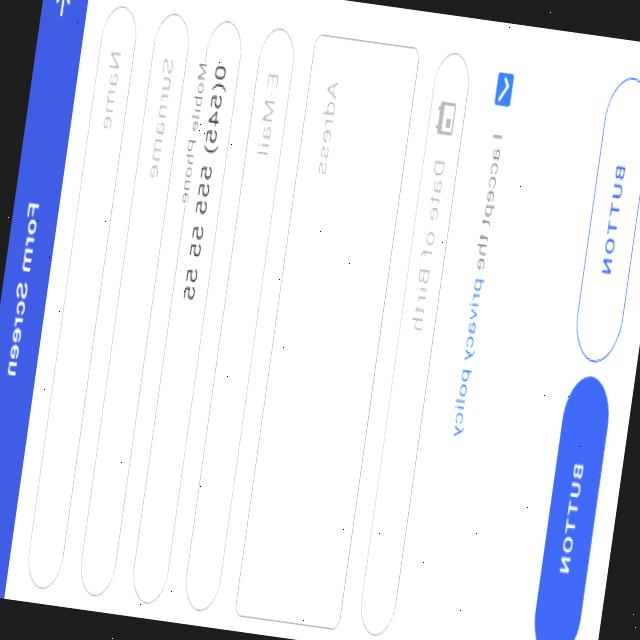 Form Screen
Name
Surname
Mobile Phone
0(545) 555 55 55
E-Mail
Adress
Date of Birth
I accept the privacy policy
BUTTON
BUTTON